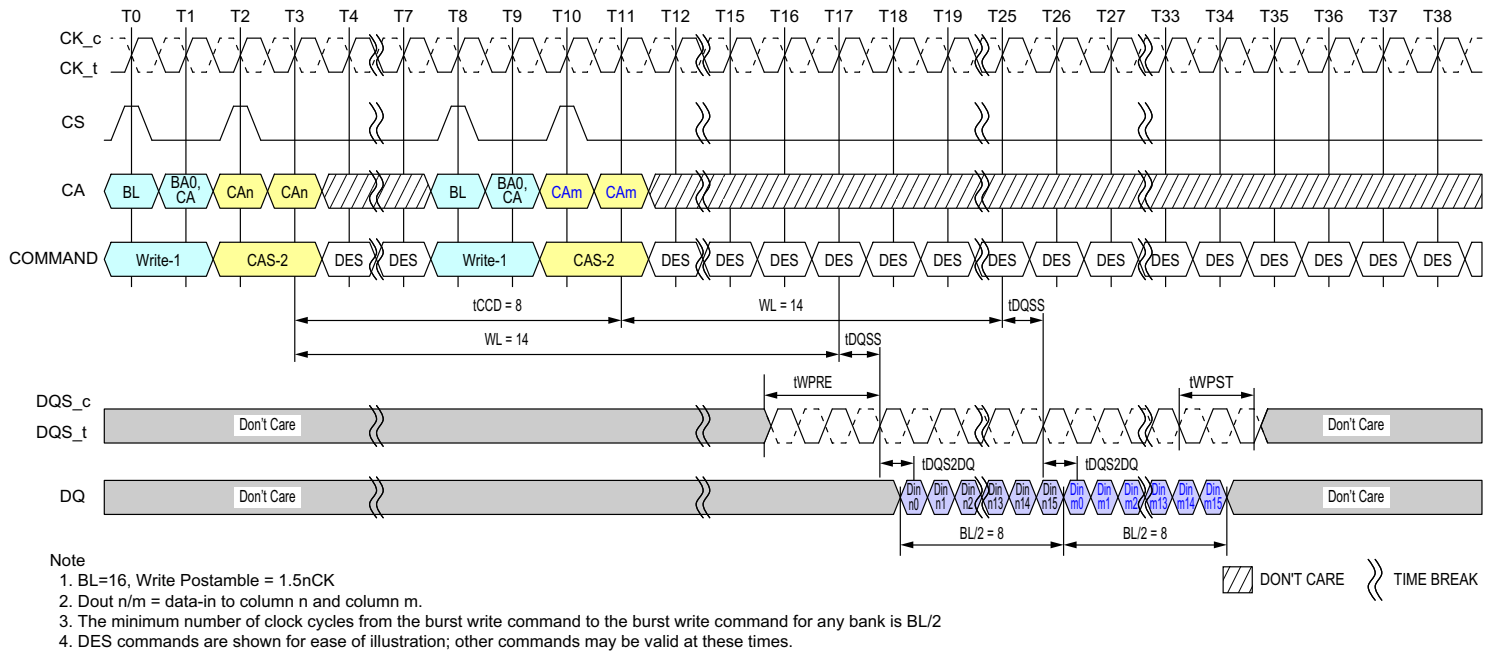 T0 T1 T2 T3 T4 T7 T8 T9 T10 T11 T12 T15 T16 T17 T18 T19 T25 T26 T27 T33 T34 T35 T36 T37 T38
CK_c
CK_t
CS
CA BL BA0, CA CAn CAn BL BA0, CA CAm CAm
COMMAND Write-1 CAS-2 DES DES Write-1 CAS-2 DES DES DES DES DES DES DES DES DES DES DES DES DES DES DES
tCCD = 8 WL = 14 tDQSS
WL = 14 tDQSS
tWPRE tWPST
DQS_c
DQS_t Don't Care Don't Care
tDQS2DQ tDQS2DQ
DQ Don't Care Din n0 Din n1 Din n2 Din n13 Din n14 Din n15 Din m0 Din m1 Din m2 Din m13 Din m14 Din m15 Don't Care
BL/2 = 8 BL/2 = 8
Note
1. BL=16, Write Postamble = 1.5nCK
2. Dout n/m = data-in to column n and column m.
3. The minimum number of clock cycles from the burst write command to the burst write command for any bank is BL/2
4. DES commands are shown for ease of illustration; other commands may be valid at these times.
DON'T CARE TIME BREAK